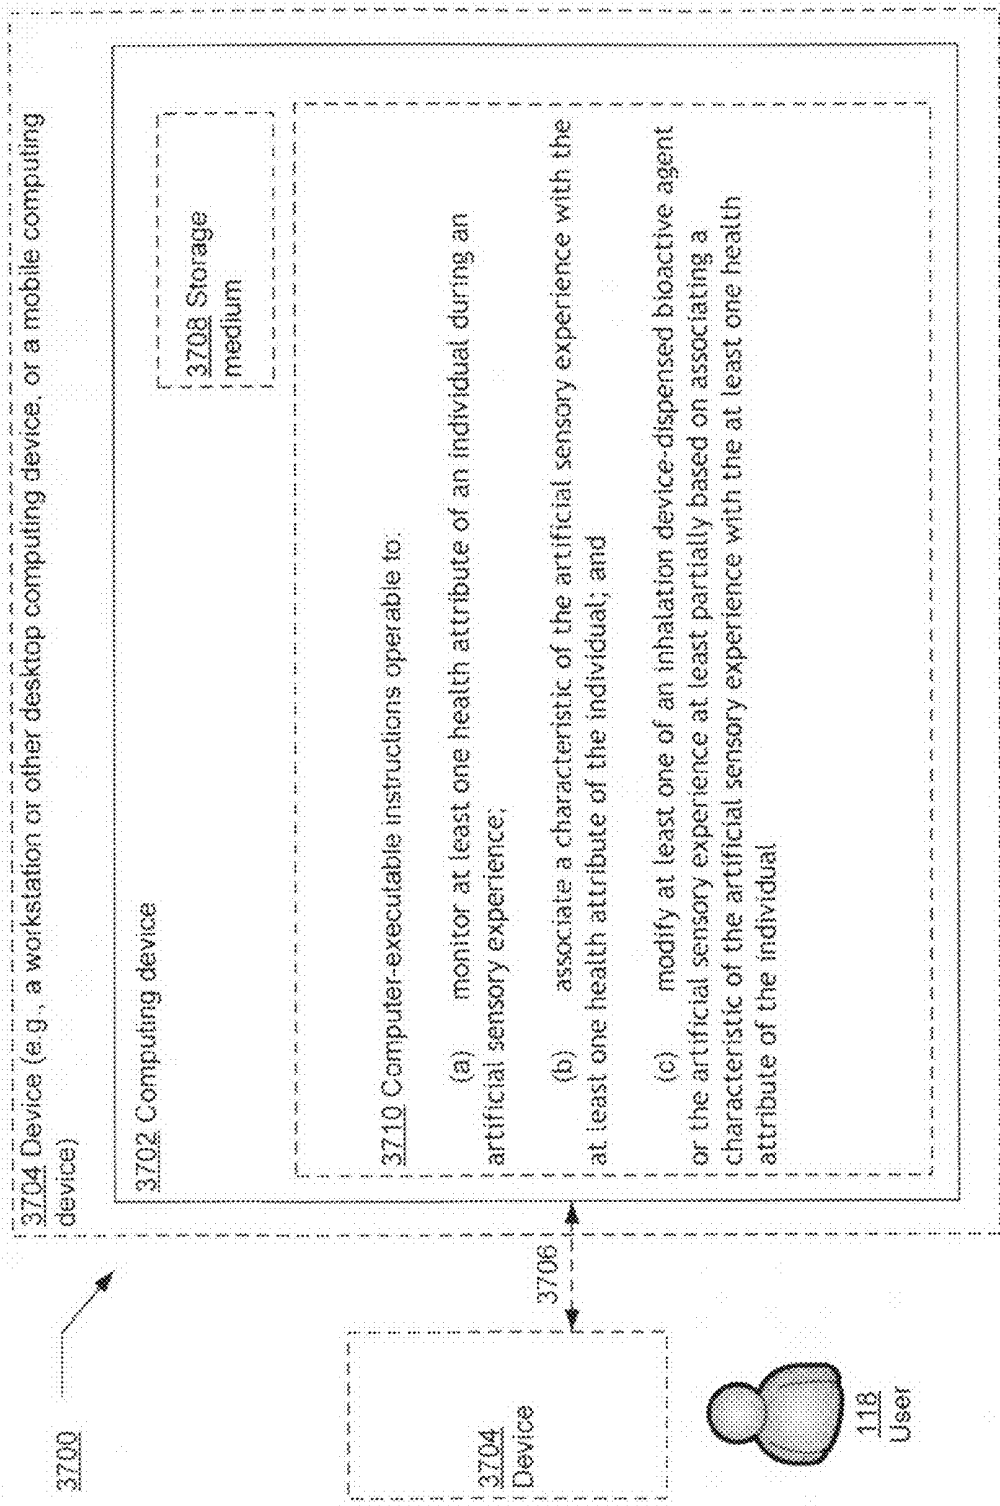 3700
3704 Device (e.g., a workstation or other desktop computing device, or a mobile computing
device)
3702 Computing device
3708 Storage
medium
3710 Computer-executable instructions operable to:
(a) monitor at least one health attribute of an individual during an
artificial sensory experience;
(b) associate a characteristic of the artificial sensory experience with the
at least one health attribute of the individual; and
(c) modify at least one of an inhalation device-dispensed bioactive agent
or the artificial sensory experience at least partially based on associating a
characteristic of the artificial sensory experience with the at least one health
attribute of the individual
3706
3704
Device
118
User